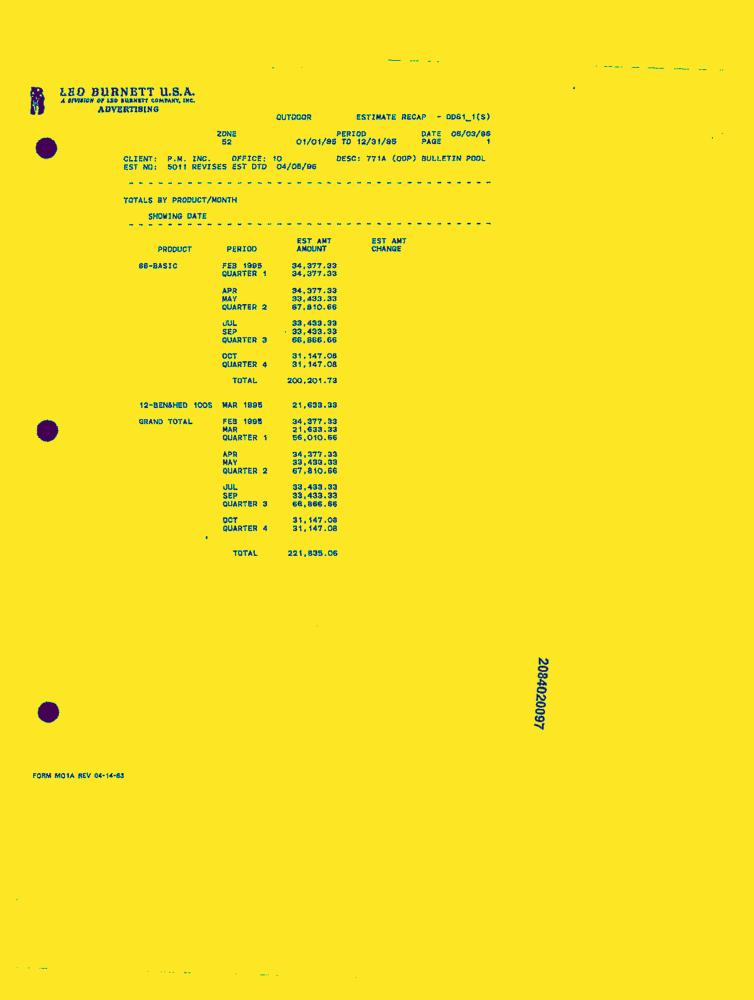 LEO BURNETT U.S.A.
A DIVISION OF LEO BURNETT COMPANY, INC.
ADVERTISING
OUTDOOR ESTIMATE RECAP - OD61_1(S)
ZONE PERIOD DATE 06/03/96
52 01/01/95 TO 12/31/95 PAGE 1
CLIENT: P.M. INC. OFFICE: 10 DESC: 771A (OOP) BULLETIN POOL
EST NO: 5011 REVISES EST DTD 04/05/96
TOTALS BY PRODUCT/MONTH
SHOWING DATE
EST AMT EST AMT
PRODUCT PERIOD AMOUNT CHANGE
66-BASIC FEB 1995 34,377.33
QUARTER 1 34,377.33
APR 34,377.33
MAY 33,433.33
QUARTER 2 67,810.66
JUL 33,433.33
SEP 33,433.33
QUARTER 3 66,866.66
OCT 31,147.08
QUARTER 4 31,147.08
TOTAL 200,201.73
12-BEN&HED 100S MAR 1995 21,633.33
GRAND TOTAL FEB 1995 34,377.33
MAR 21,633.33
QUARTER 1 56,010.66
APR 34,377.33
MAY 33,433.33
QUARTER 2 67,810.66
JUL 33,433.33
SEP 33,433.33
QUARTER 3 66,866.66
OCT 31,147.08
QUARTER 4 31,147.08
TOTAL 221,835.06
2084020097
FORM MO1A REV 04-14-83